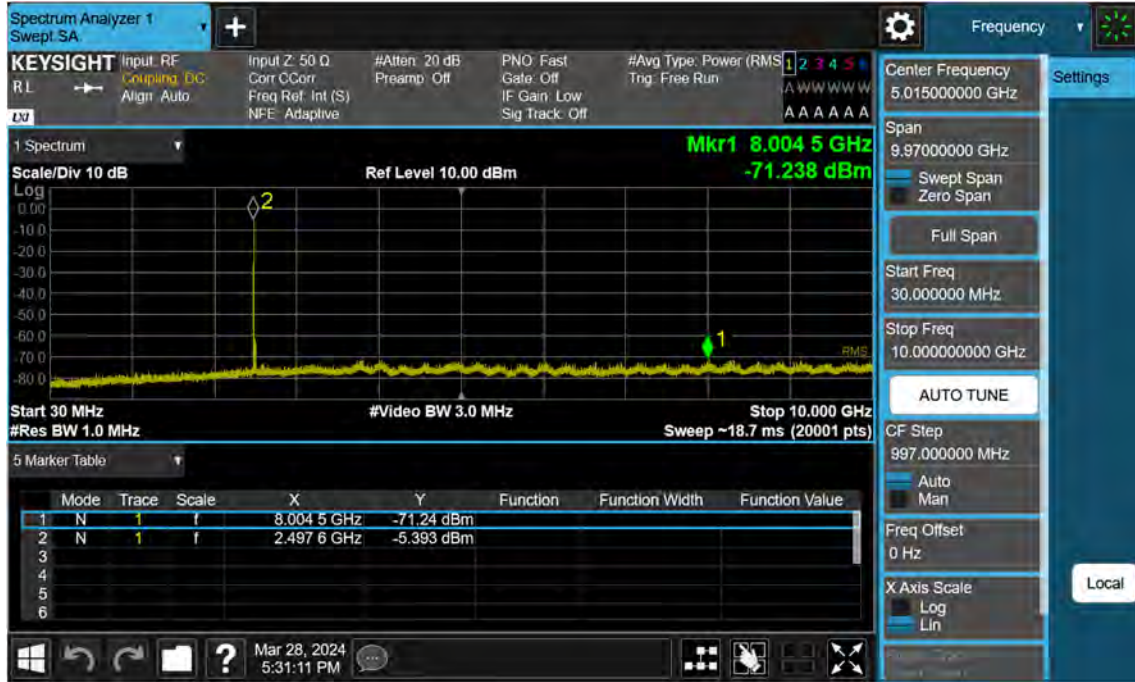 Spectrum Analyzer 1
Swept SA
+
Frequency
KEYSIGHT
RL
LXI
Input: RF
Coupling: DC
Align: Auto
Input Z: 50 Ω
Corr CCorr
Freq Ref: Int (S)
NFE: Adaptive
#Atten: 20 dB
Preamp: Off
PNO: Fast
Gate: Off
IF Gain: Low
Sig Track: Off
#Avg Type: Power (RMS
Trig: Free Run
1 2 3 4 5 6
A W W W W W
A A A A A A
Center Frequency
5.015000000 GHz
Settings
1 Spectrum
Mkr1 8.004 5 GHz
Scale/Div 10 dB
Ref Level 10.00 dBm
-71.238 dBm
Log
0.00
-10.0
-20.0
-30.0
-40.0
-50.0
-60.0
-70.0
-80.0
2
1
RMS
Start 30 MHz
#Video BW 3.0 MHz
Stop 10.000 GHz
#Res BW 1.0 MHz
Sweep ~18.7 ms (20001 pts)
Span
9.97000000 GHz
Swept Span
Zero Span
Full Span
Start Freq
30.000000 MHz
Stop Freq
10.000000000 GHz
AUTO TUNE
CF Step
997.000000 MHz
Auto
Man
Freq Offset
0 Hz
X Axis Scale
Log
Lin
Local
5 Marker Table
Mode Trace Scale X Y Function Function Width Function Value
1 N 1 f 8.004 5 GHz -71.24 dBm
2 N 1 f 2.497 6 GHz -5.393 dBm
3
4
5
6
?
Mar 28, 2024
5:31:11 PM